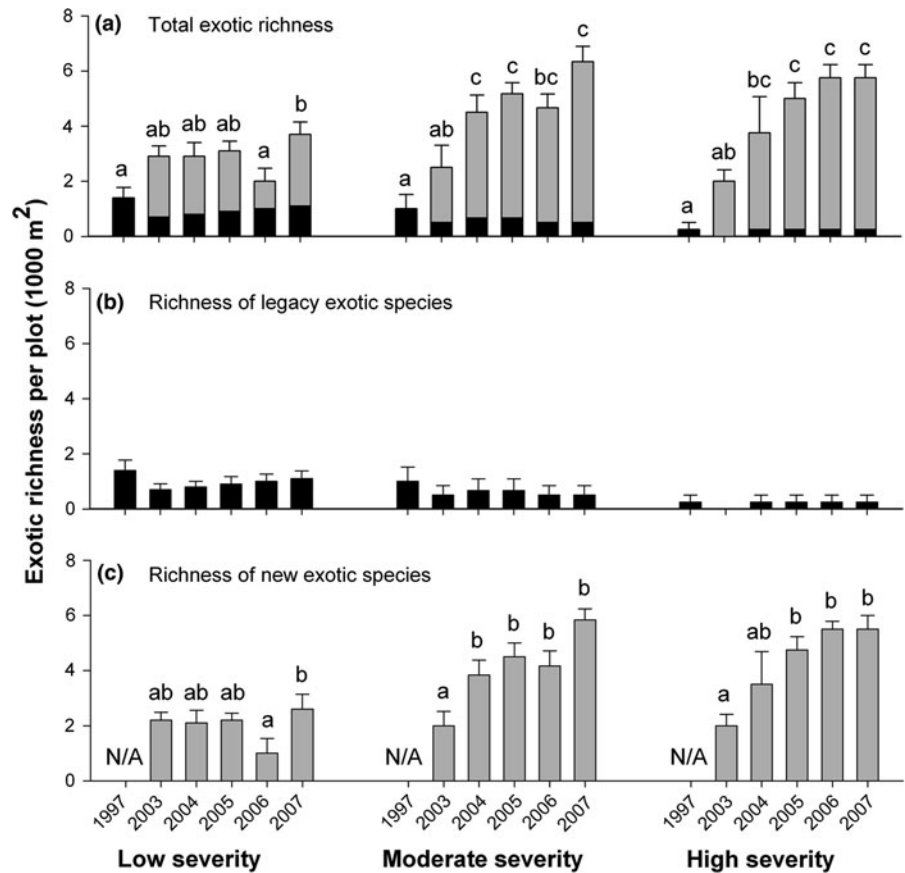 Exotic richness per plot (1000 m²)
(a) Total exotic richness
8
6
4
2
0
a ab ab ab a b
a ab c c bc c
a ab bc c c c
(b) Richness of legacy exotic species
8
6
4
2
0
(c) Richness of new exotic species
8
6
4
2
0
N/A ab ab ab a b
N/A a b b b b
N/A a ab b b b
1997 2003 2004 2005 2006 2007 1997 2003 2004 2005 2006 2007 1997 2003 2004 2005 2006 2007
Low severity Moderate severity High severity